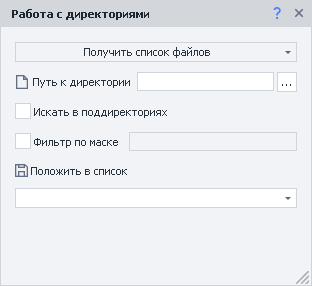 Работа с директориями ?
Получить список файлов
Путь к директории ...
Искать в поддиректориях
Фильтр по маске
Положить в список